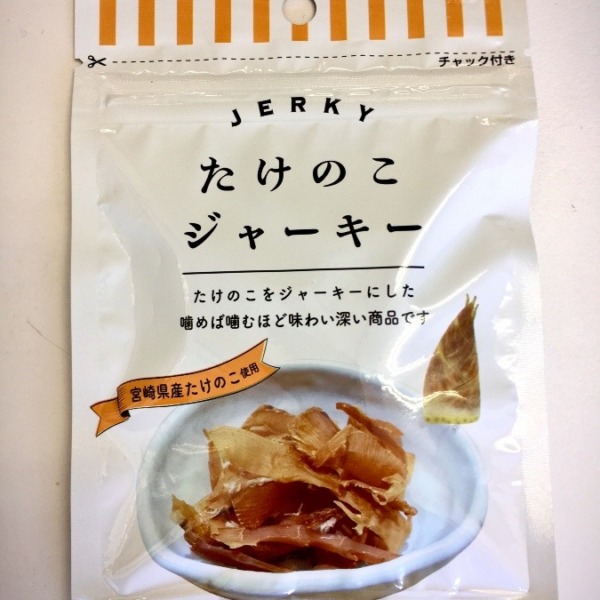 チャック付き
JERKY
たけのこ
ジャーキー
たけのこをジャーキーにした
噛めば噛むほど味わい深い商品です
宮崎県産たけのこ使用